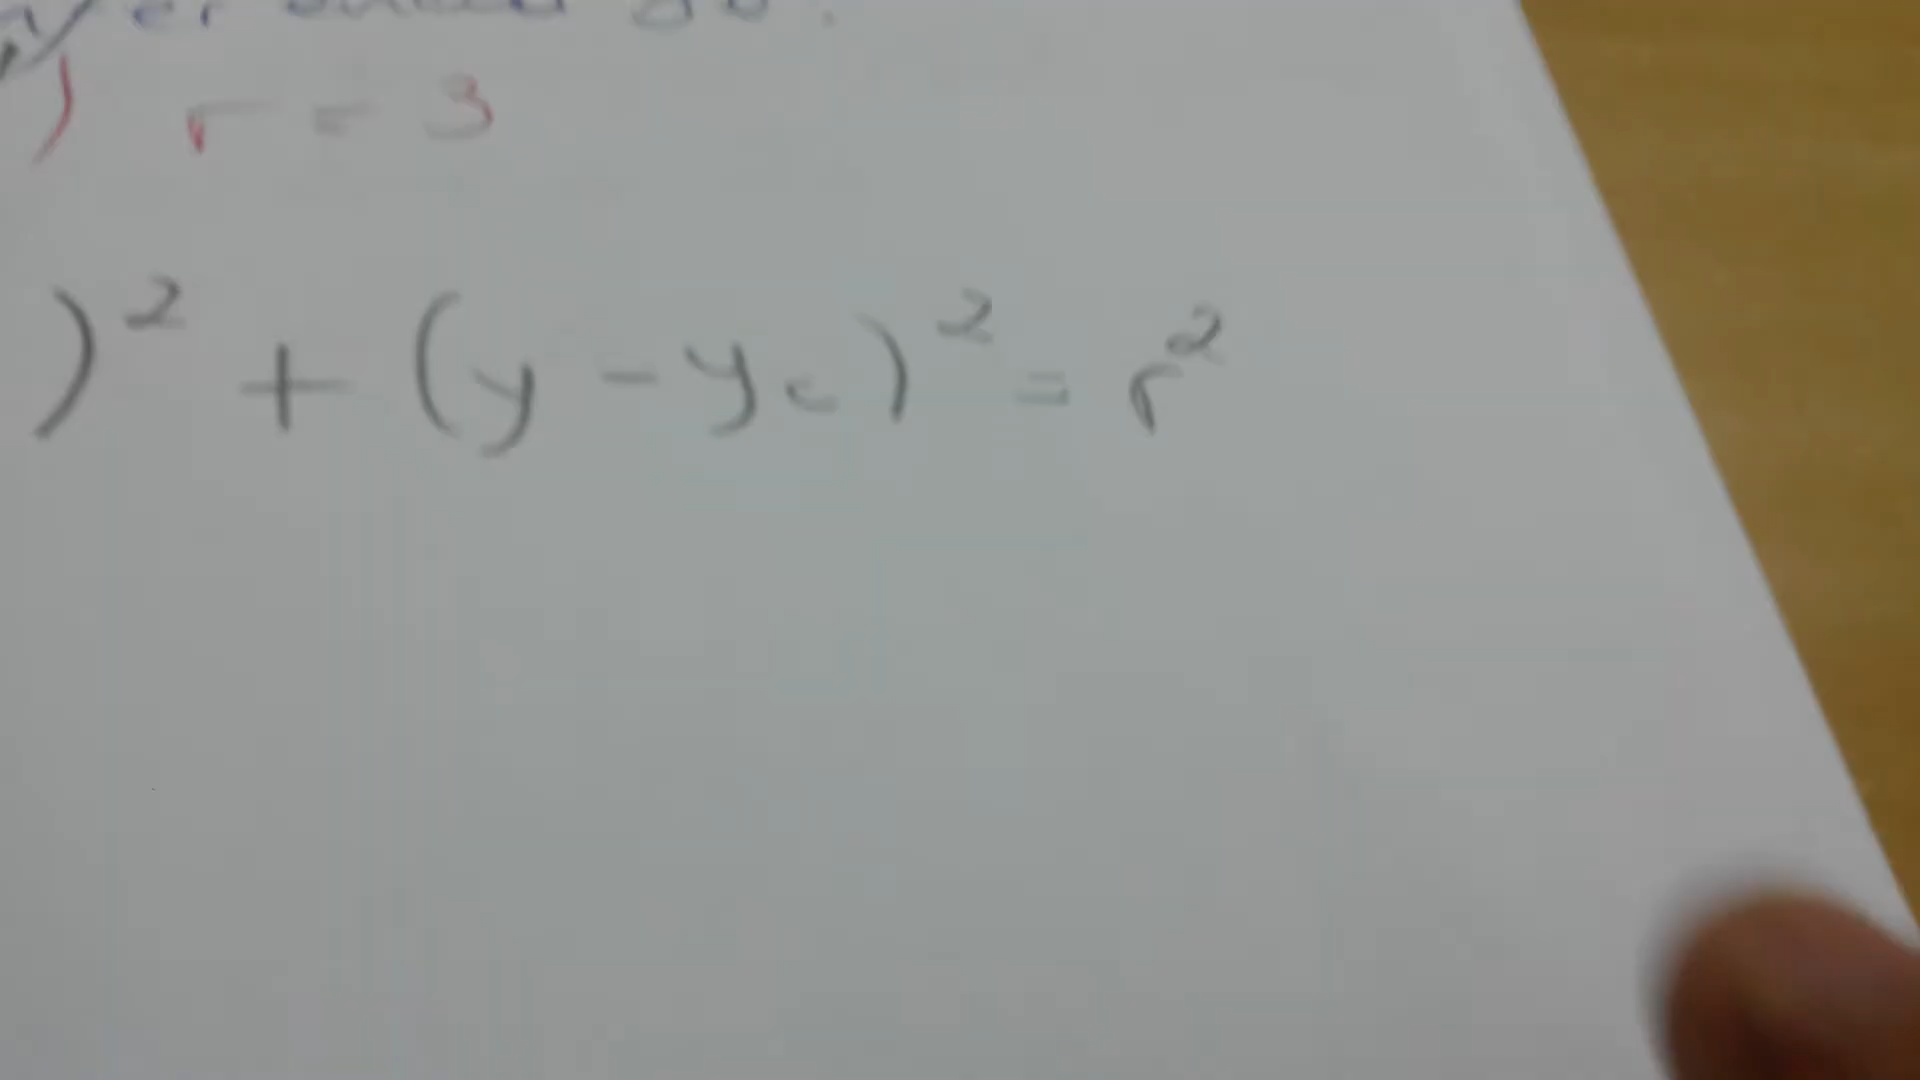 ) r = 3
)² + (y - yc)² = r²